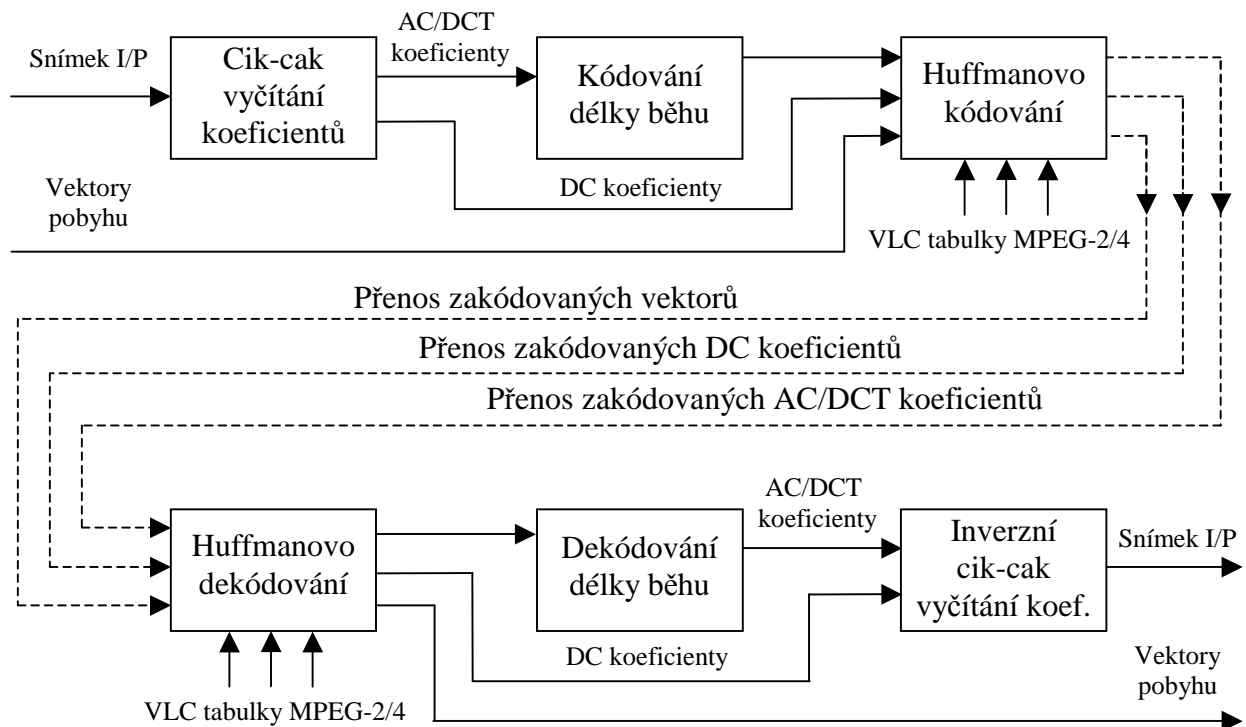 AC/DCT
koeficienty
Snímek I/P
Cik-cak
vyčítání
koeficientů
Kódování
délky běhu
Huffmanovo
kódování
Vektory
pobyhu
DC koeficienty
VLC tabulky MPEG-2/4
Přenos zakódovaných vektorů
Přenos zakódovaných DC koeficientů
Přenos zakódovaných AC/DCT koeficientů
AC/DCT
koeficienty
Huffmanovo
dekódování
Dekódování
délky běhu
Inverzní
cik-cak
vyčítání koef.
Snímek I/P
DC koeficienty
Vektory
pobyhu
VLC tabulky MPEG-2/4